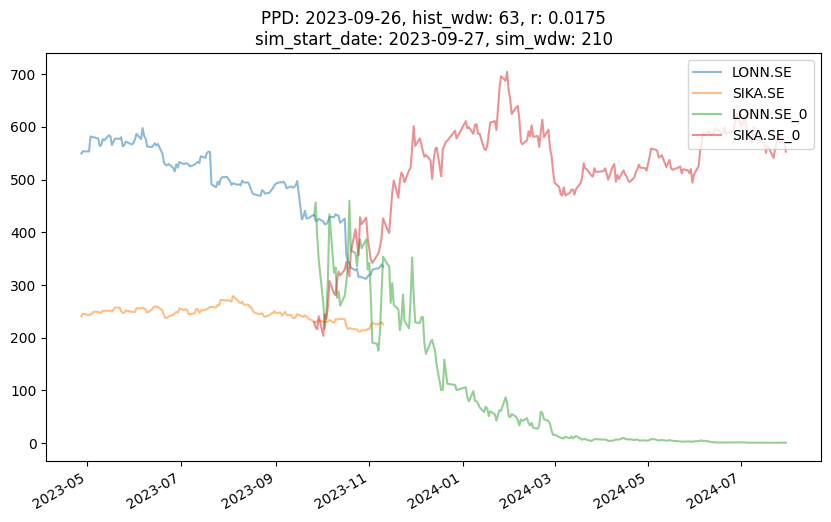 PPD: 2023-09-26, hist_wdw: 63, r: 0.0175
sim_start_date: 2023-09-27, sim_wdw: 210
700
600
500
400
300
200
100
0
LONN.SE
SIKA.SE
LONN.SE_0
SIKA.SE_0
2023-05
2023-07
2023-09
2023-11
2024-01
2024-03
2024-05
2024-07